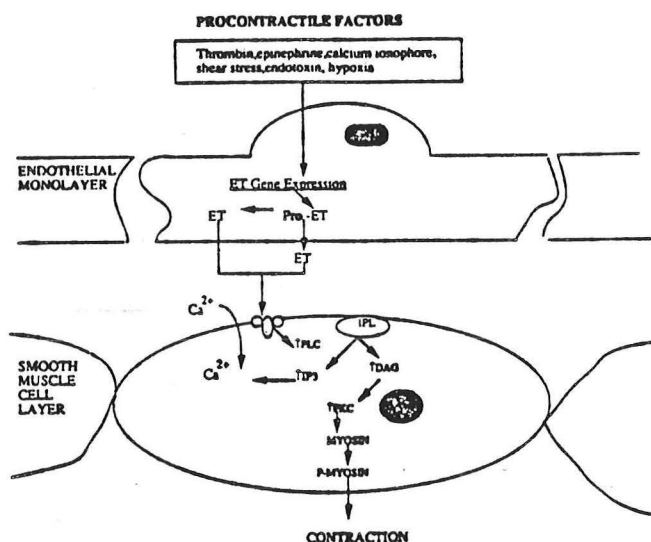 PROCONTRACTILE FACTORS
Thrombin,epinephrine,calcium ionophore,
shear stress,endotoxin, hypoxia
ENDOTHELIAL
MONOLAYER
ET Gene Expression
ET
Pro-ET
ET
Ca2+
↑PLC
IPL
SMOOTH
MUSCLE
CELL
LAYER
Ca2+
↑IP3
↑DAG
↑PKC
MYOSIN
P-MYOSIN
CONTRACTION